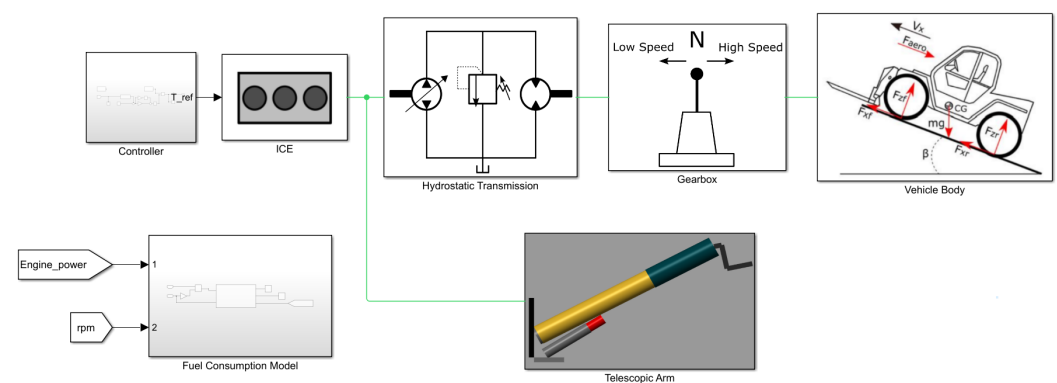 T_ref
Controller
ICE
Hydrostatic Transmission
Low Speed N High Speed
Gearbox
Vx
Faero
Fzf
CG
Fxf
mg
Fzr
Fxr
β
Vehicle Body
Engine_power
1
rpm
2
Fuel Consumption Model
Telescopic Arm